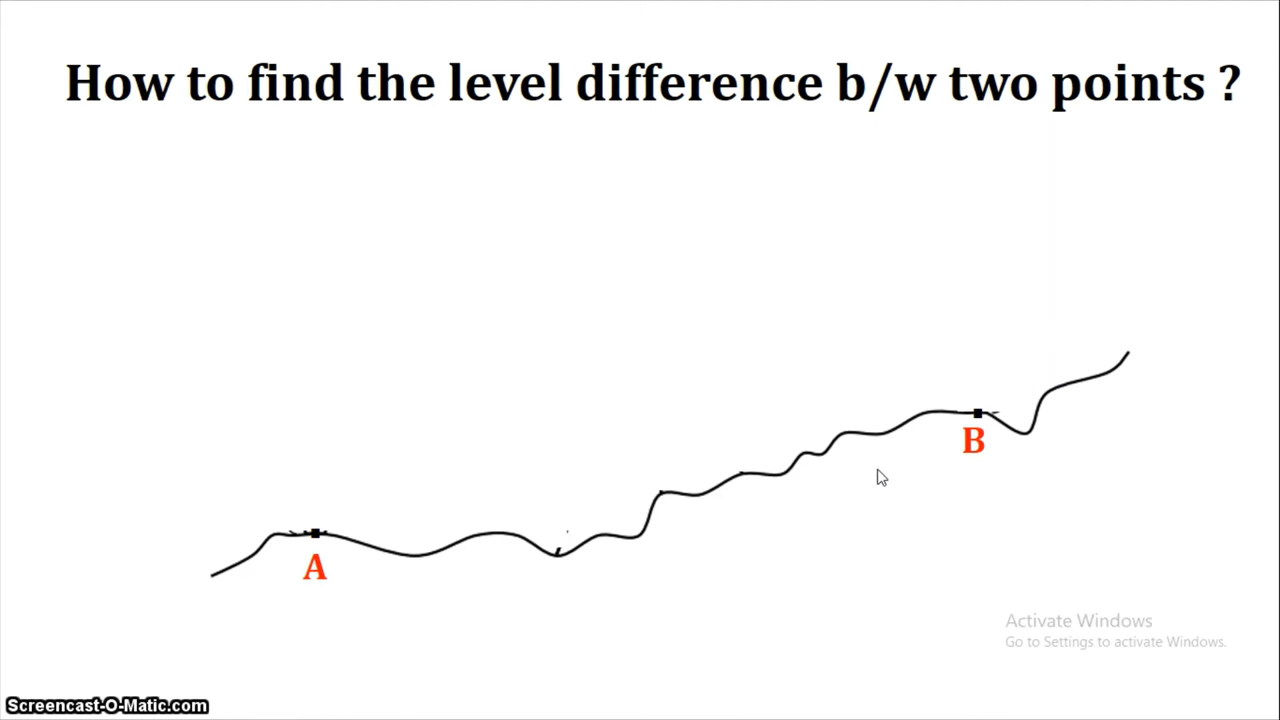 How to find the level difference b/w two points ?
B
A
Activate Windows
Go to Settings to activate Windows.
Screencast-O-Matic.com